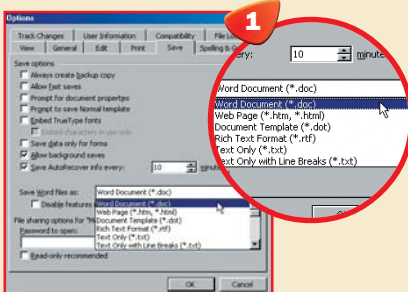 Options
Track Changes User Information Compatibility File Lo
View General Edit Print Save Spelling & G
Save options
Always create backup copy
Allow fast saves
Prompt for document properties
Prompt to save Normal template
Embed TrueType fonts
Embed characters in use only
Save data only for forms
Allow background saves
Save AutoRecover info every: 10
Save Word files as: Word Document (*.doc)
Disable features Word Document (*.doc)
Web Page (*.htm, *.html)
File sharing options for "M Document Template (*.dot)
Password to open: Rich Text Format (*.rtf)
Text Only (*.txt)
Text Only with Line Breaks (*.txt)
Read-only recommended
OK Cancel
1
ery: 10 minute
Word Document (*.doc)
Word Document (*.doc)
Web Page (*.htm, *.html)
Document Template (*.dot)
Rich Text Format (*.rtf)
Text Only (*.txt)
Text Only with Line Breaks (*.txt)